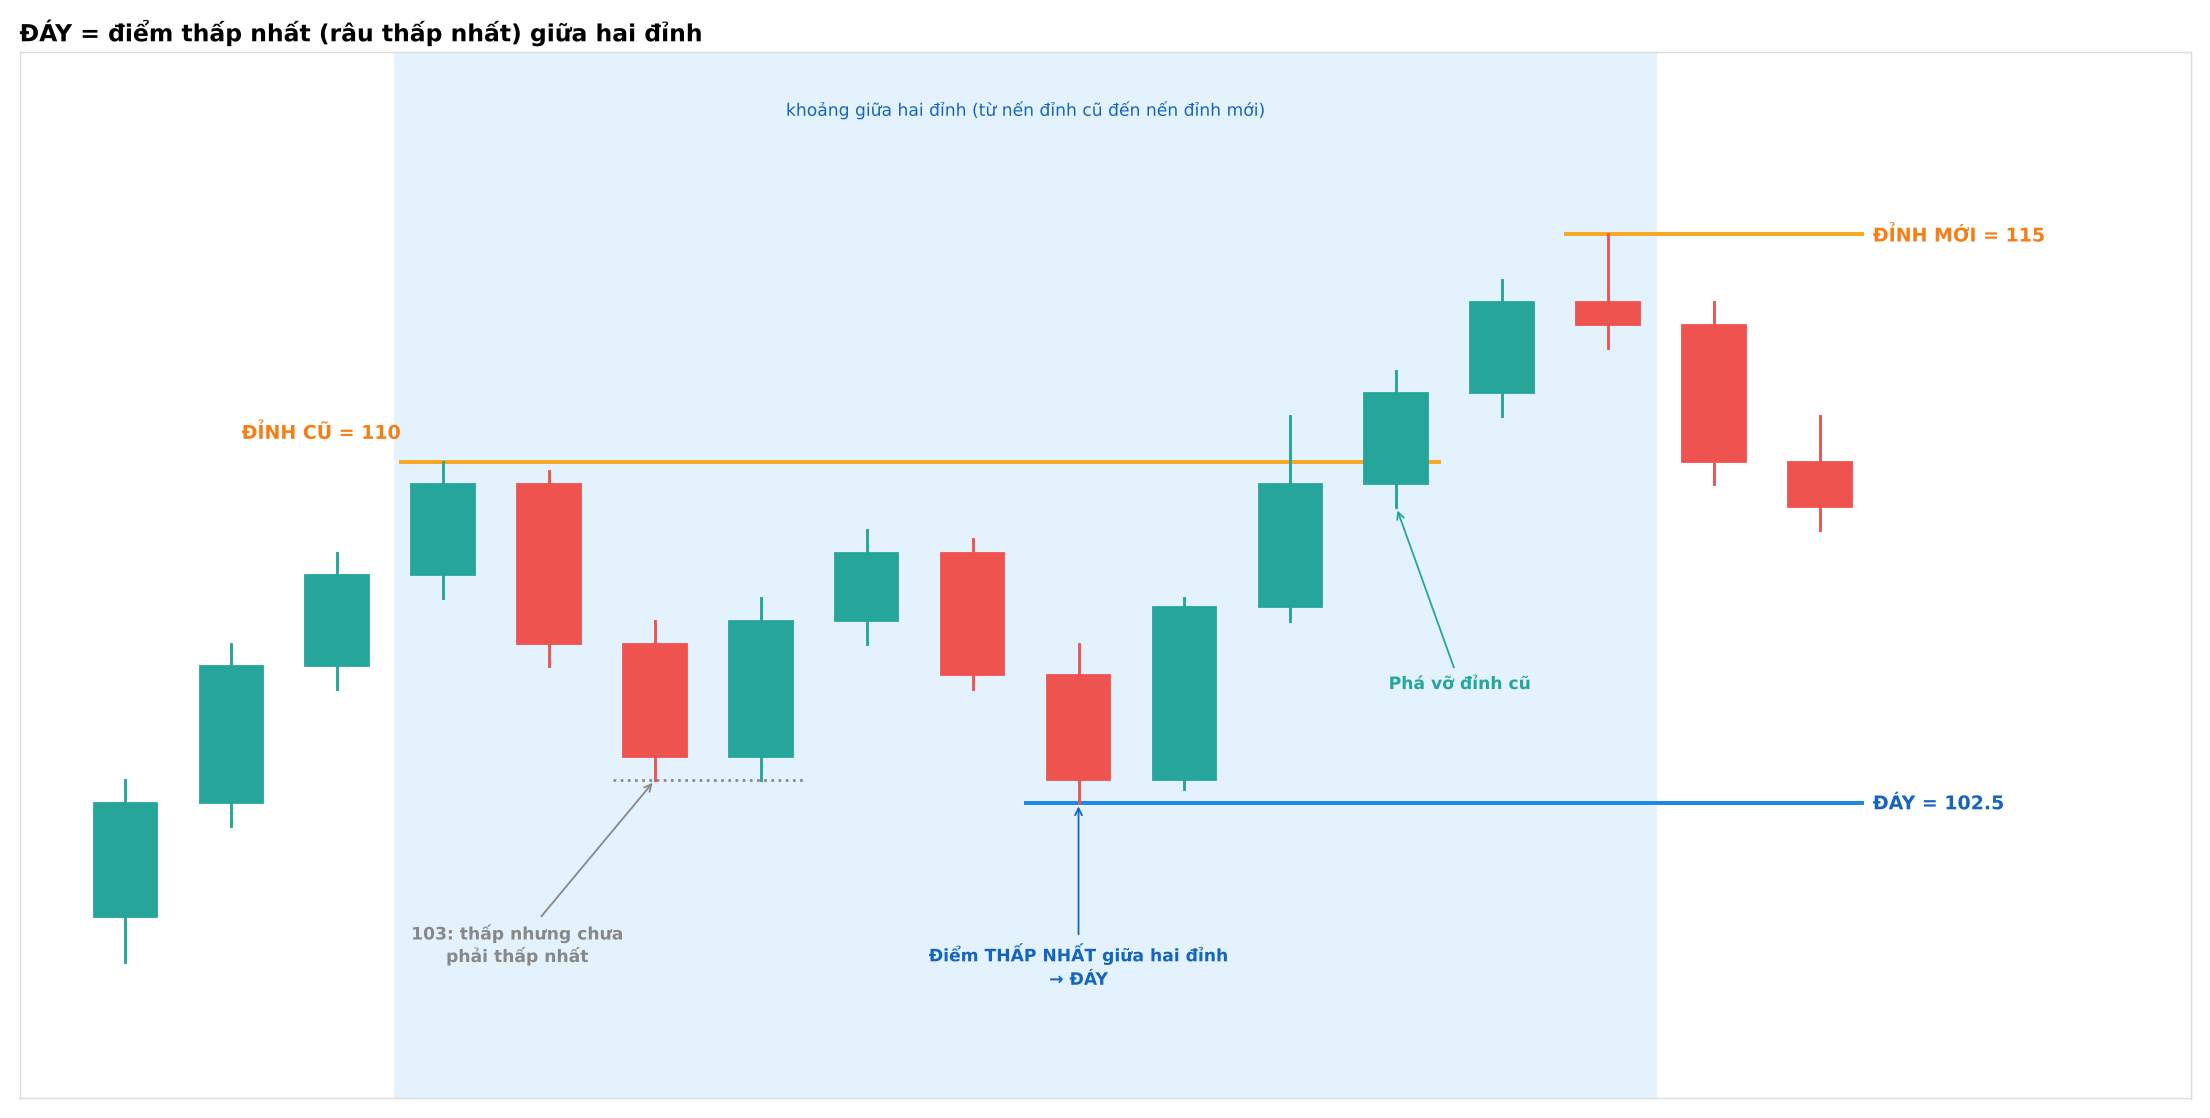 ĐÁY = điểm thấp nhất (râu thấp nhất) giữa hai đỉnh
khoảng giữa hai đỉnh (từ nến đỉnh cũ đến nến đỉnh mới)
ĐỈNH MỚI = 115
ĐỈNH CŨ = 110
Phá vỡ đỉnh cũ
ĐÁY = 102.5
103: thấp nhưng chưa
phải thấp nhất
Điểm THẤP NHẤT giữa hai đỉnh
→ ĐÁY